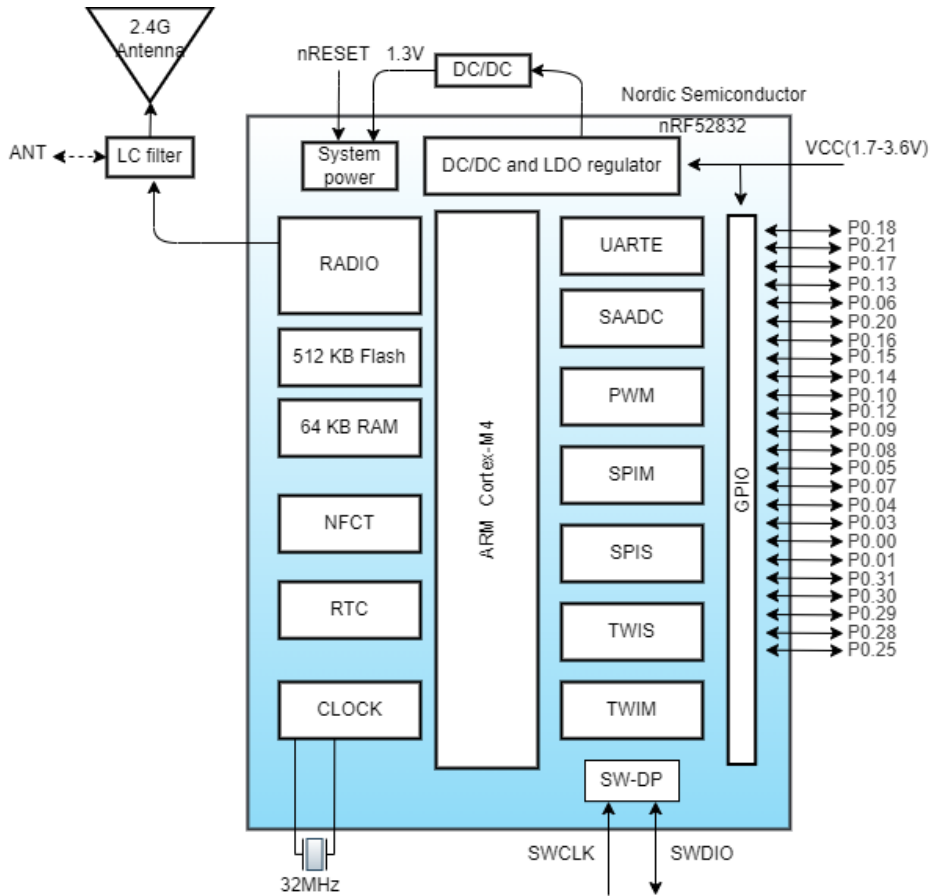 2.4G
Antenna
nRESET
1.3V
DC/DC
Nordic Semiconductor
nRF52832
ANT
LC filter
System
power
DC/DC and LDO regulator
VCC(1.7-3.6V)
RADIO
512 KB Flash
64 KB RAM
NFCT
RTC
CLOCK
32MHz
ARM Cortex-M4
UARTE
SAADC
PWM
SPIM
SPIS
TWIS
TWIM
SW-DP
SWCLK
SWDIO
GPIO
P0.18
P0.21
P0.17
P0.13
P0.06
P0.20
P0.16
P0.15
P0.14
P0.10
P0.12
P0.09
P0.08
P0.05
P0.07
P0.04
P0.03
P0.00
P0.01
P0.31
P0.30
P0.29
P0.28
P0.25